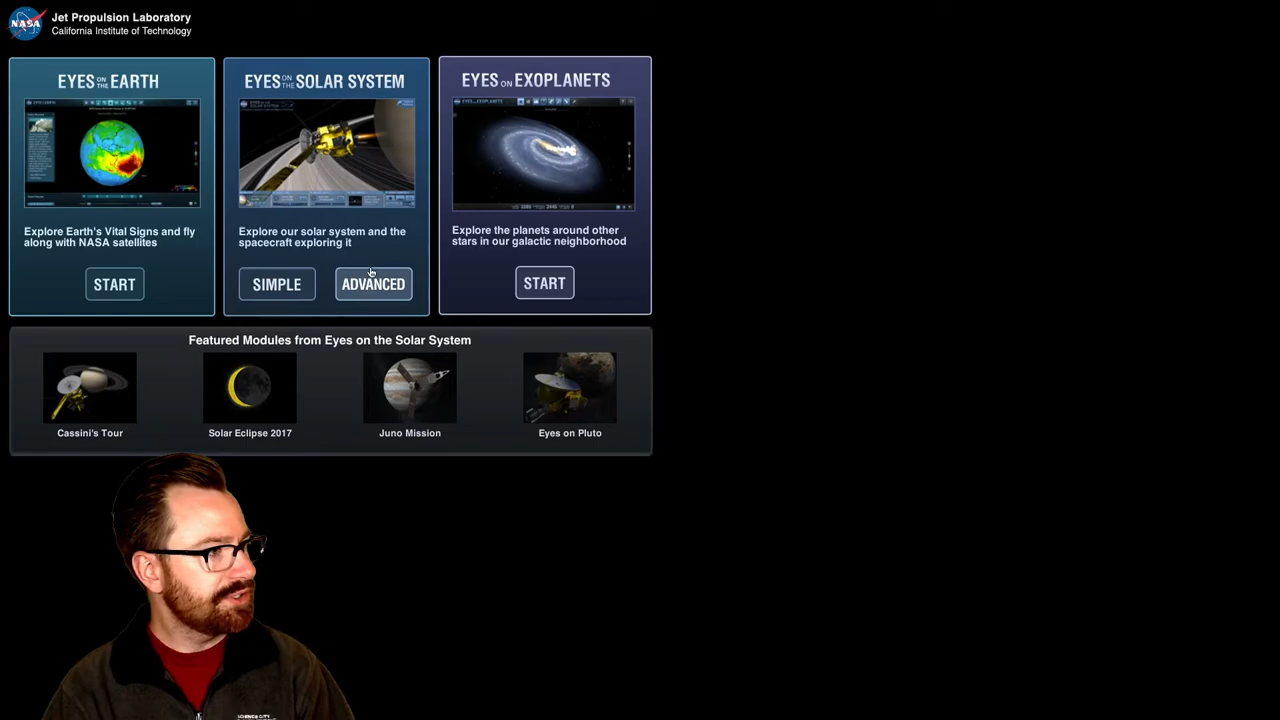 NASA
Jet Propulsion Laboratory
California Institute of Technology
EYES ON THE EARTH
Explore Earth's Vital Signs and fly
along with NASA satellites
START
EYES ON THE SOLAR SYSTEM
Explore our solar system and the
spacecraft exploring it
SIMPLE
ADVANCED
EYES ON EXOPLANETS
Explore the planets around other
stars in our galactic neighborhood
START
Featured Modules from Eyes on the Solar System
Cassini's Tour
Solar Eclipse 2017
Juno Mission
Eyes on Pluto
SCIENCE CITY